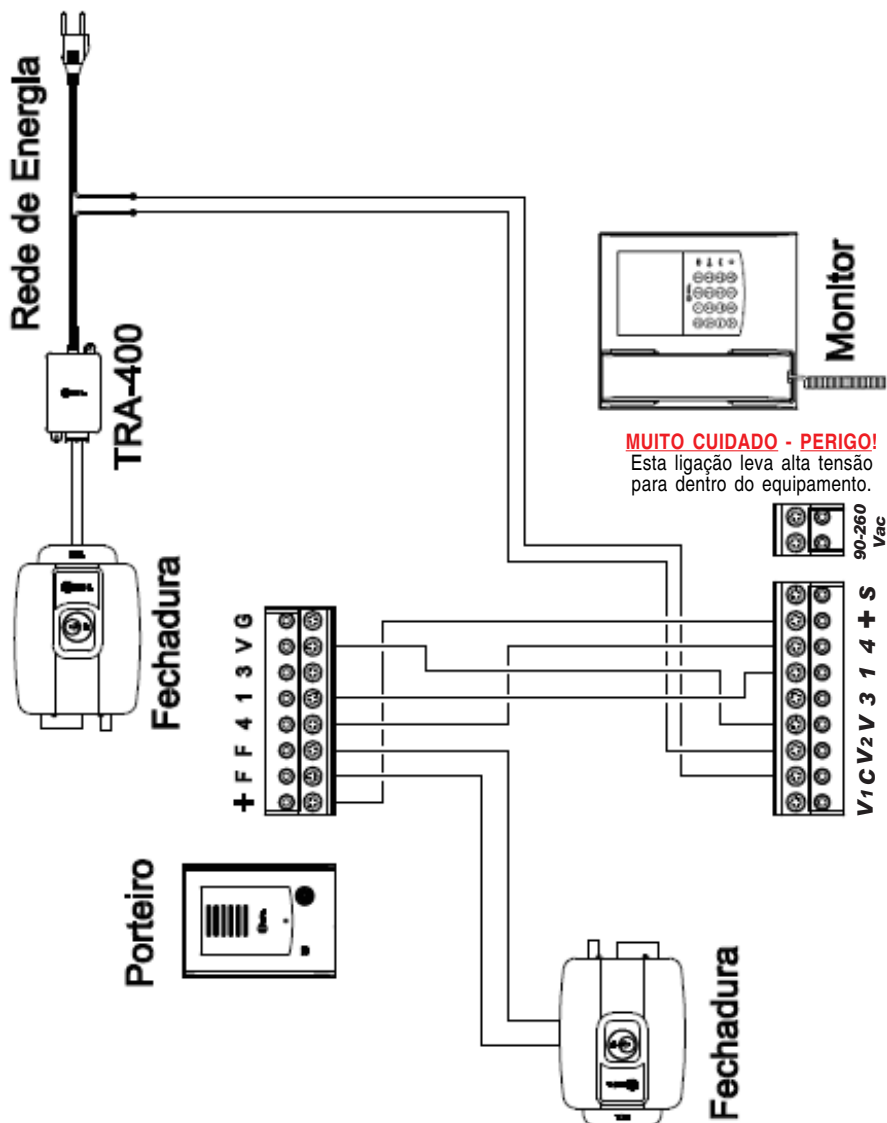 Rede de Energia
TRA-400
Fechadura
Monitor
MUITO CUIDADO - PERIGO!
Esta ligação leva alta tensão
para dentro do equipamento.
90-260
Vac
+ F F 4 1 3 V G
V1 C V2 V 3 1 4 + S
Porteiro
Fechadura